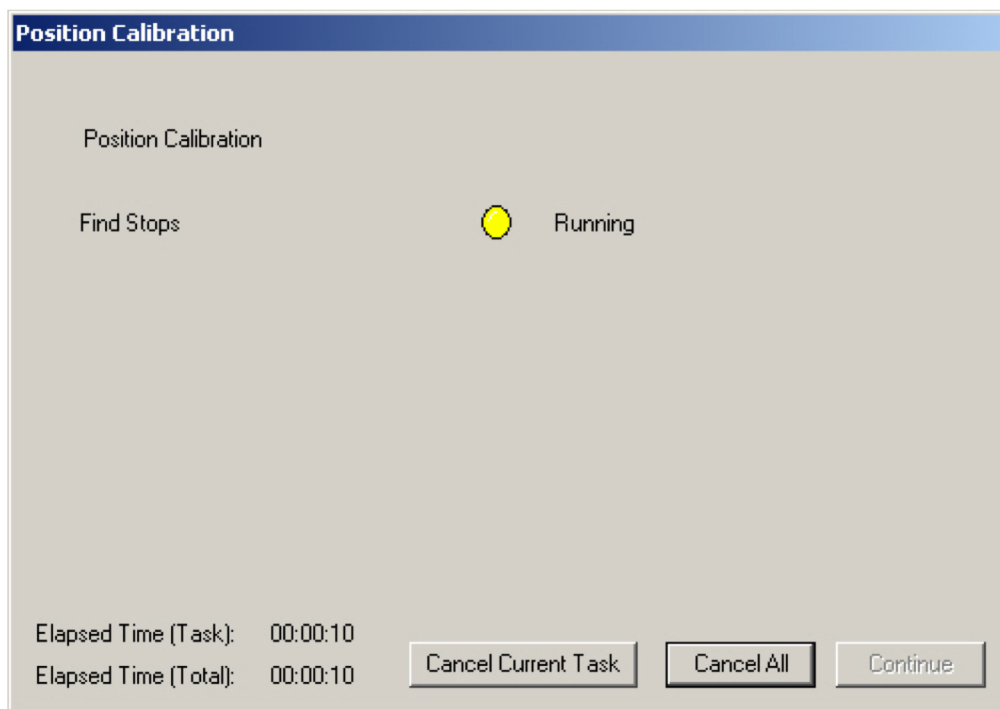 Position Calibration
Position Calibration
Find Stops Running
Elapsed Time (Task): 00:00:10
Elapsed Time (Total): 00:00:10
Cancel Current Task Cancel All Continue